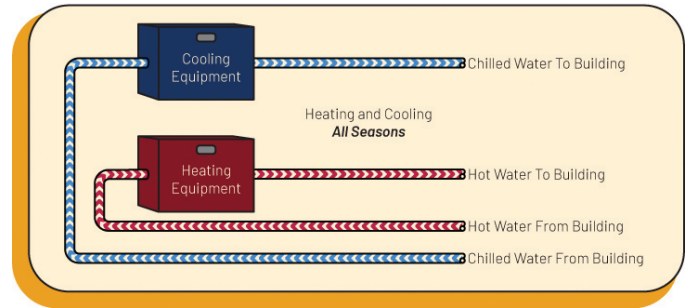 Cooling
Equipment
Chilled Water To Building
Heating and Cooling
All Seasons
Heating
Equipment
Hot Water To Building
Hot Water From Building
Chilled Water From Building